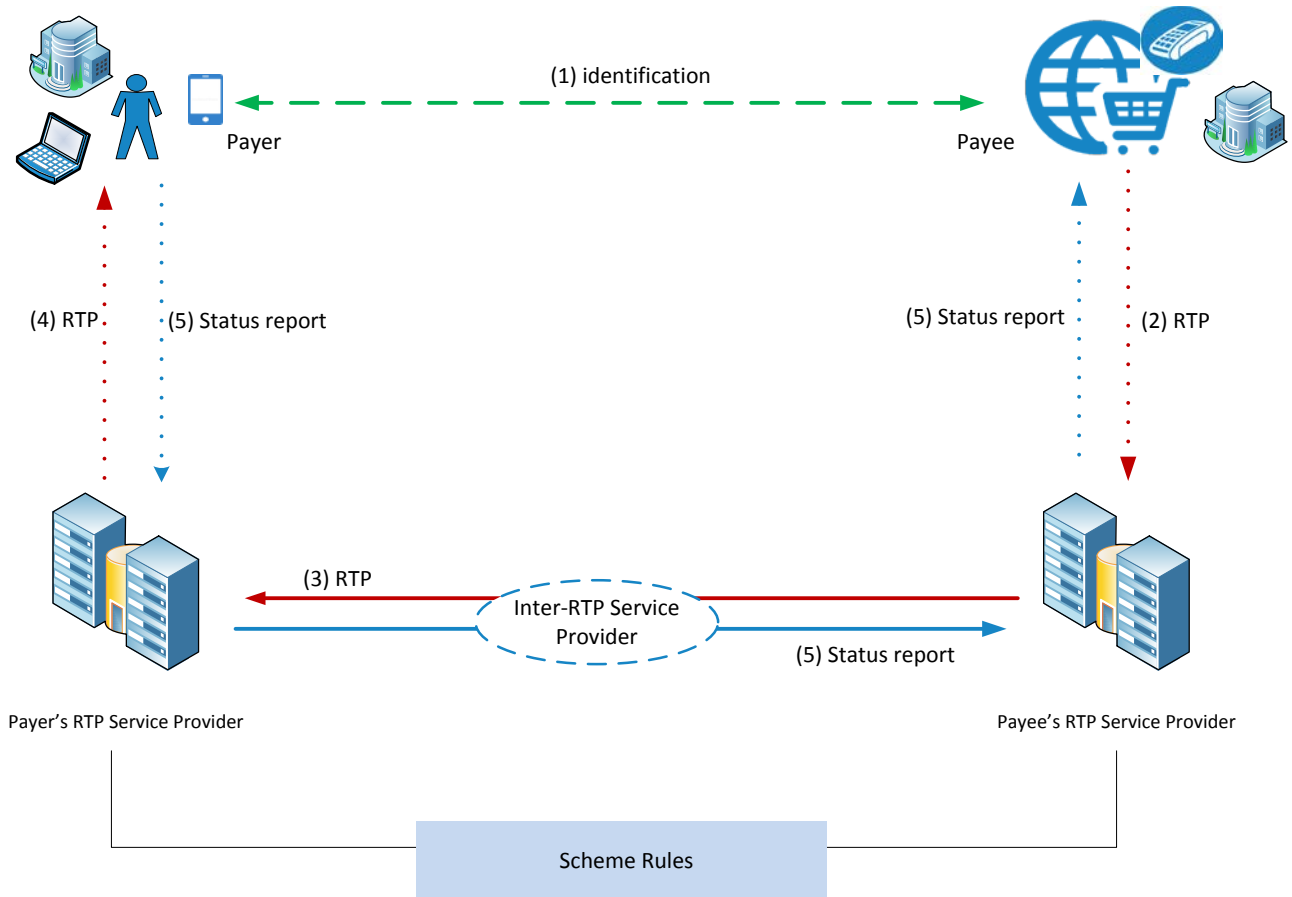 (1) identification
Payer
Payee
(4) RTP
(5) Status report
(5) Status report
(2) RTP
(3) RTP
Inter-RTP Service
Provider
(5) Status report
Payer’s RTP Service Provider
Payee’s RTP Service Provider
Scheme Rules